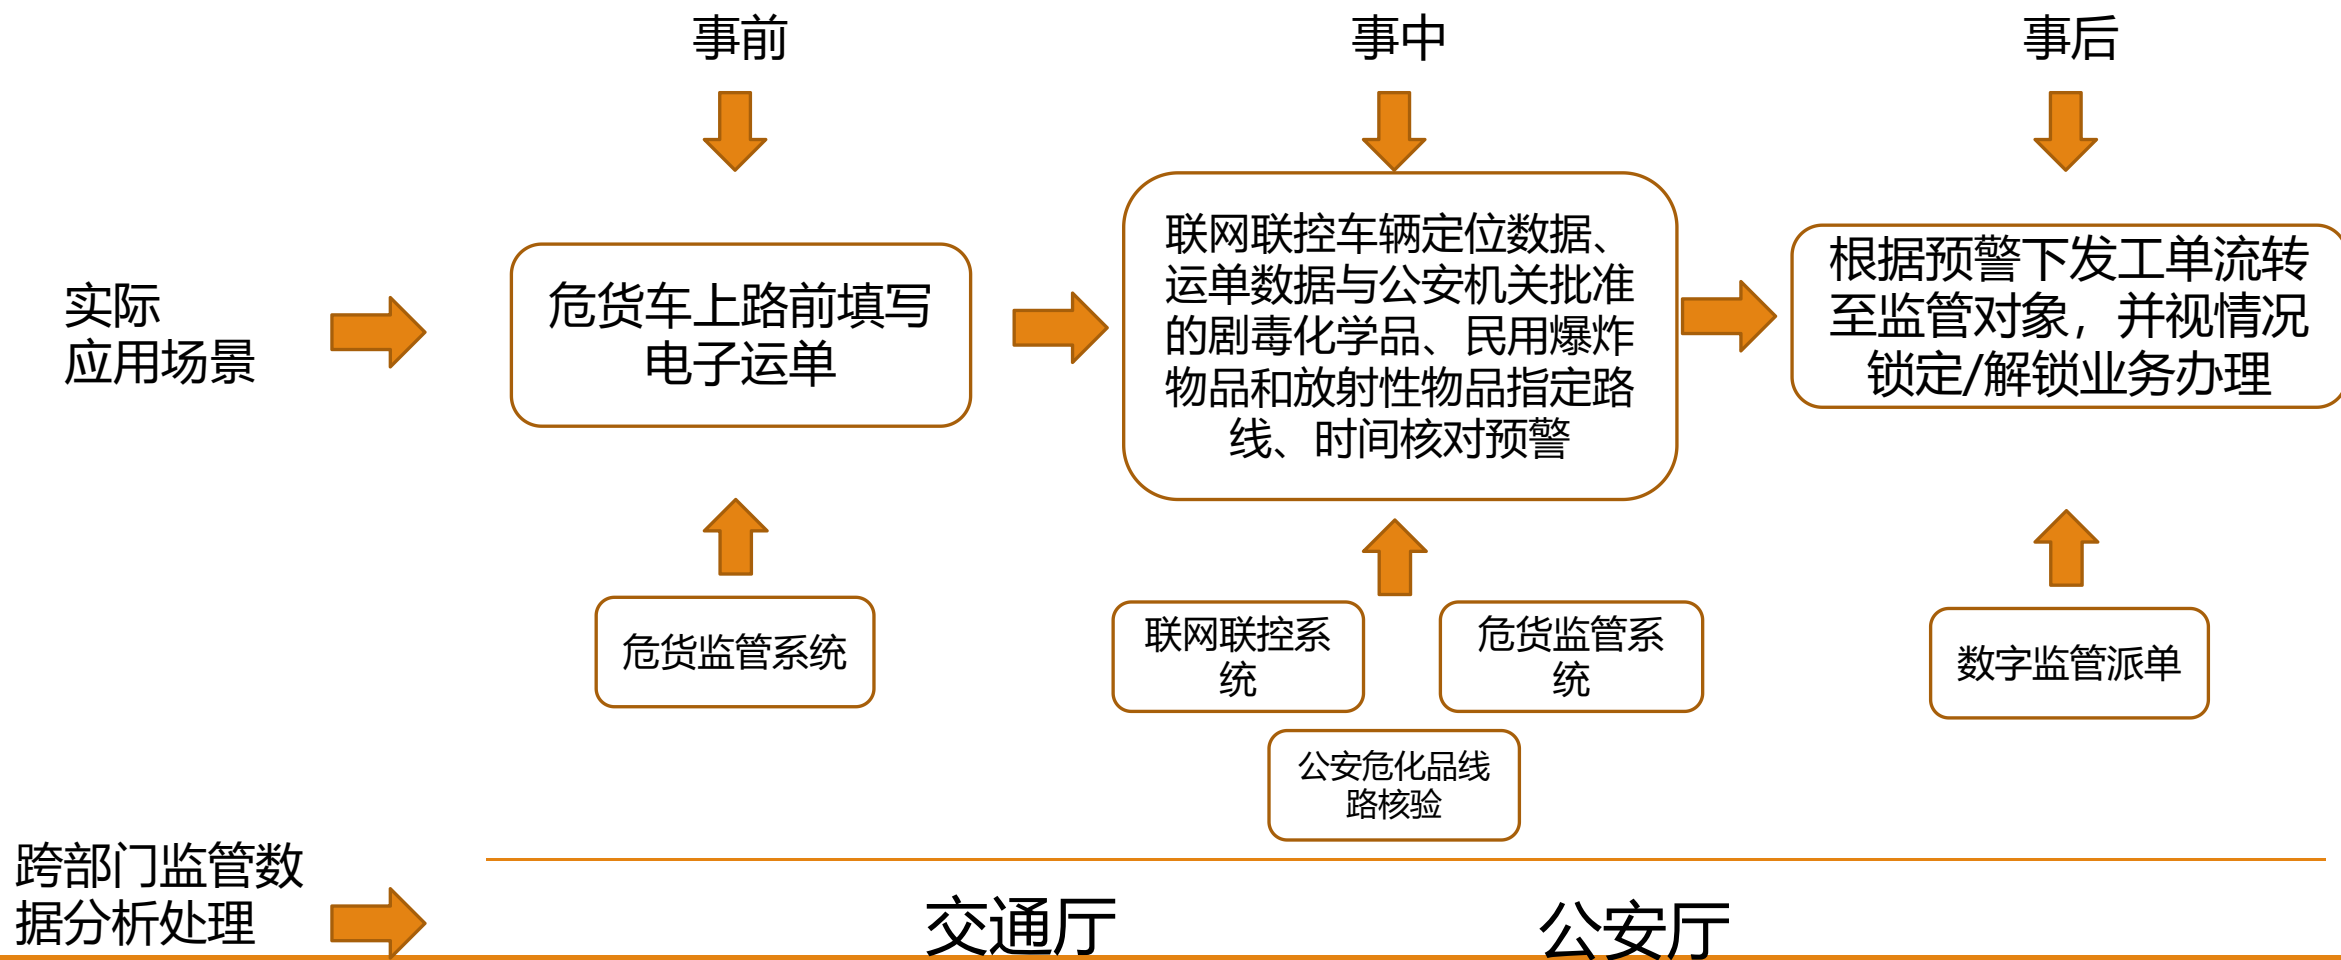 事前
事中
事后
实际
应用场景
危货车上路前填写
电子运单
联网联控车辆定位数据、
运单数据与公安机关批准
的剧毒化学品、民用爆炸
物品和放射性物品指定路
线、时间核对预警
根据预警下发工单流转
至监管对象，并视情况
锁定/解锁业务办理
危货监管系统
联网联控系
统
危货监管系
统
数字监管派单
公安危化品线
路核验
跨部门监管数
据分析处理
交通厅
公安厅